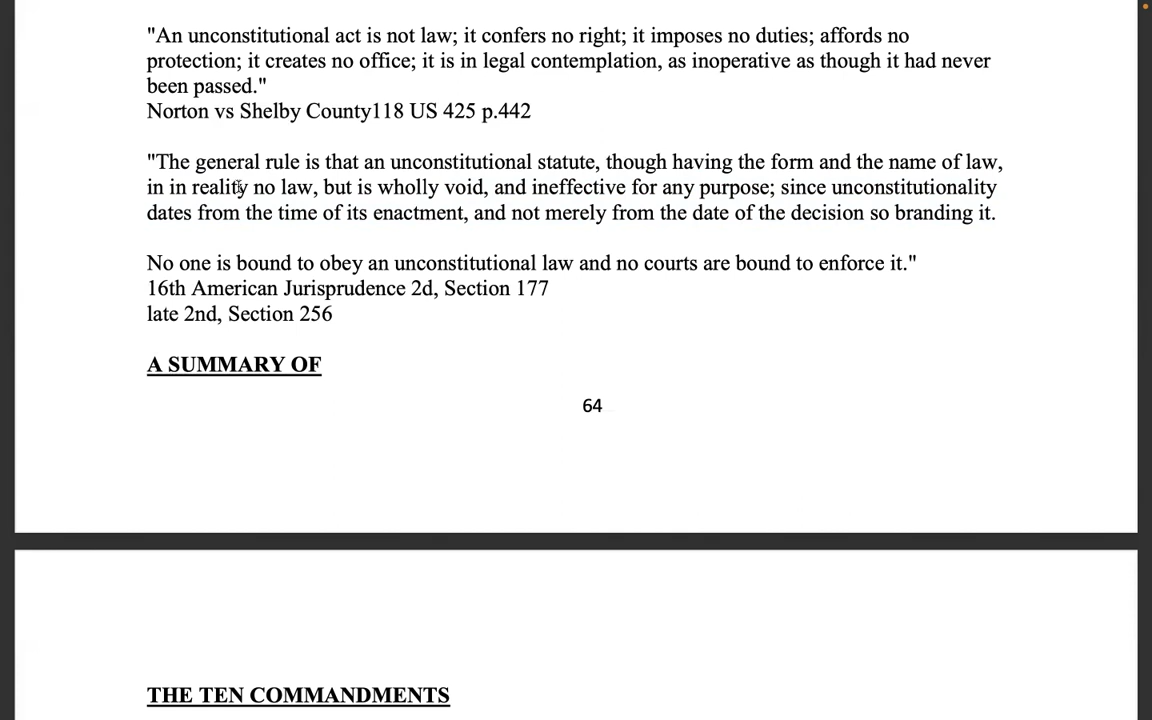 "An unconstitutional act is not law; it confers no right; it imposes no duties; affords no
protection; it creates no office; it is in legal contemplation, as inoperative as though it had never
been passed."
Norton vs Shelby County118 US 425 p.442
"The general rule is that an unconstitutional statute, though having the form and the name of law,
in in reality no law, but is wholly void, and ineffective for any purpose; since unconstitutionality
dates from the time of its enactment, and not merely from the date of the decision so branding it.
No one is bound to obey an unconstitutional law and no courts are bound to enforce it."
16th American Jurisprudence 2d, Section 177
late 2nd, Section 256
A SUMMARY OF
64
THE TEN COMMANDMENTS